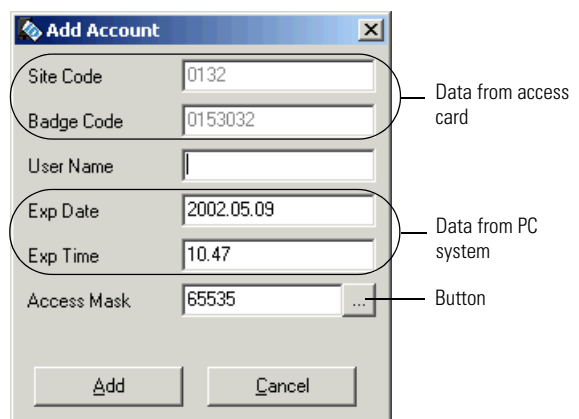 Add Account
Site Code 0132
Data from access
card
Badge Code 0153032
User Name
Exp Date 2002.05.09
Data from PC
system
Exp Time 10.47
Access Mask 65535 ... Button
Add Cancel